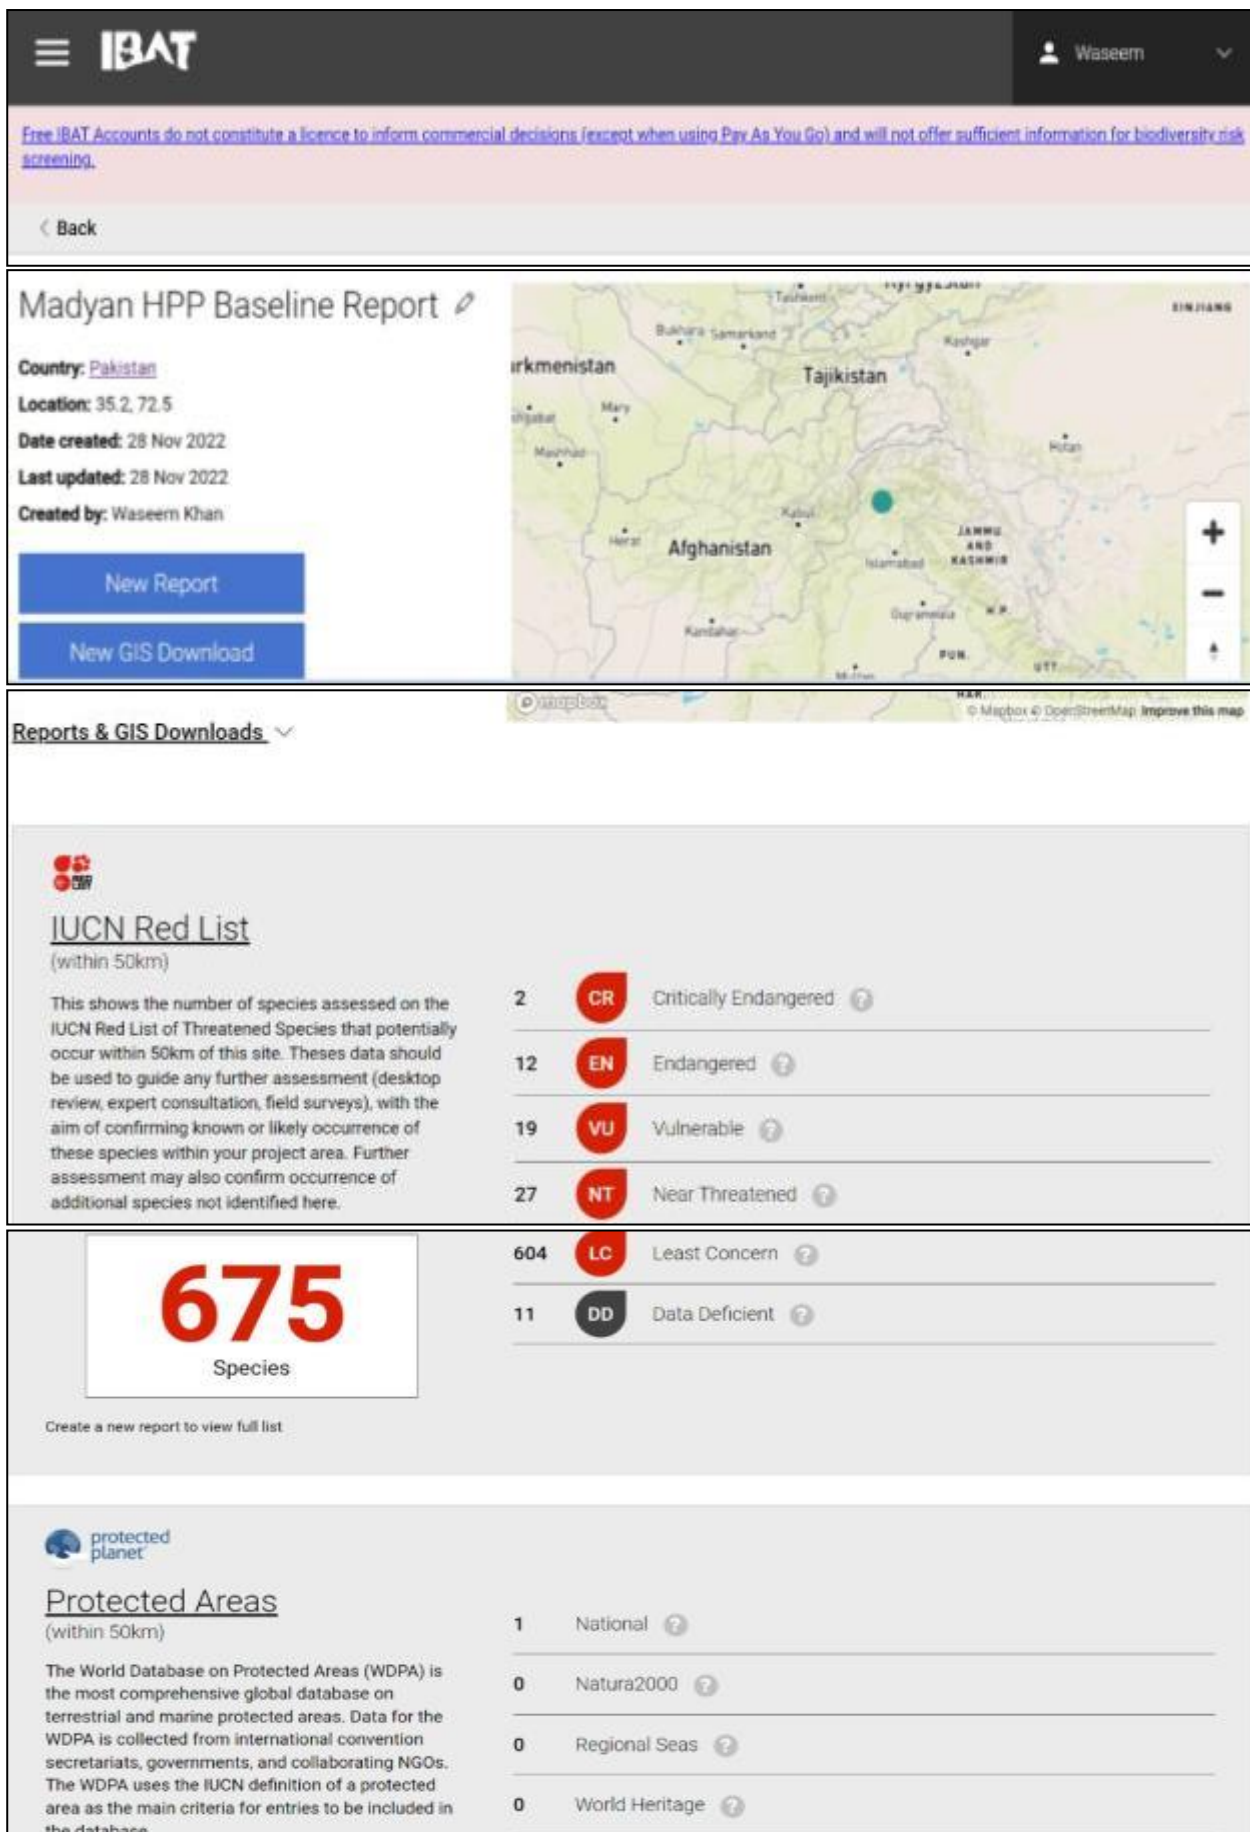 IBAT
Waseem
Free IBAT Accounts do not constitute a licence to inform commercial decisions (except when using Pay As You Go) and will not offer sufficient information for biodiversity risk
screening.
Back
Madyan HPP Baseline Report
Country: Pakistan
Location: 35.2, 72.5
Date created: 28 Nov 2022
Last updated: 28 Nov 2022
Created by: Waseem Khan
New Report
New GIS Download
Tashkent
XINJIANG
Bukhara Samarkand
Kashgar
Tajikistan
Mary
Mashhad
Hotan
Kabul
Herat
Afghanistan
JAMMU
AND
KASHMIR
Islamabad
Gujranwala
H.P.
Kandahar
PUN.
UTT.
HAR.
mapbox
© Mapbox © OpenStreetMap Improve this map
Reports & GIS Downloads
IUCN Red List
(within 50km)
This shows the number of species assessed on the
IUCN Red List of Threatened Species that potentially
occur within 50km of this site. Theses data should
be used to guide any further assessment (desktop
review, expert consultation, field surveys), with the
aim of confirming known or likely occurrence of
these species within your project area. Further
assessment may also confirm occurrence of
additional species not identified here.
2 CR Critically Endangered ?
12 EN Endangered ?
19 VU Vulnerable ?
27 NT Near Threatened ?
604 LC Least Concern ?
11 DD Data Deficient ?
675
Species
Create a new report to view full list
protected
planet
Protected Areas
(within 50km)
The World Database on Protected Areas (WDPA) is
the most comprehensive global database on
terrestrial and marine protected areas. Data for the
WDPA is collected from international convention
secretariats, governments, and collaborating NGOs.
The WDPA uses the IUCN definition of a protected
area as the main criteria for entries to be included in
the database.
1 National ?
0 Natura2000 ?
0 Regional Seas ?
0 World Heritage ?